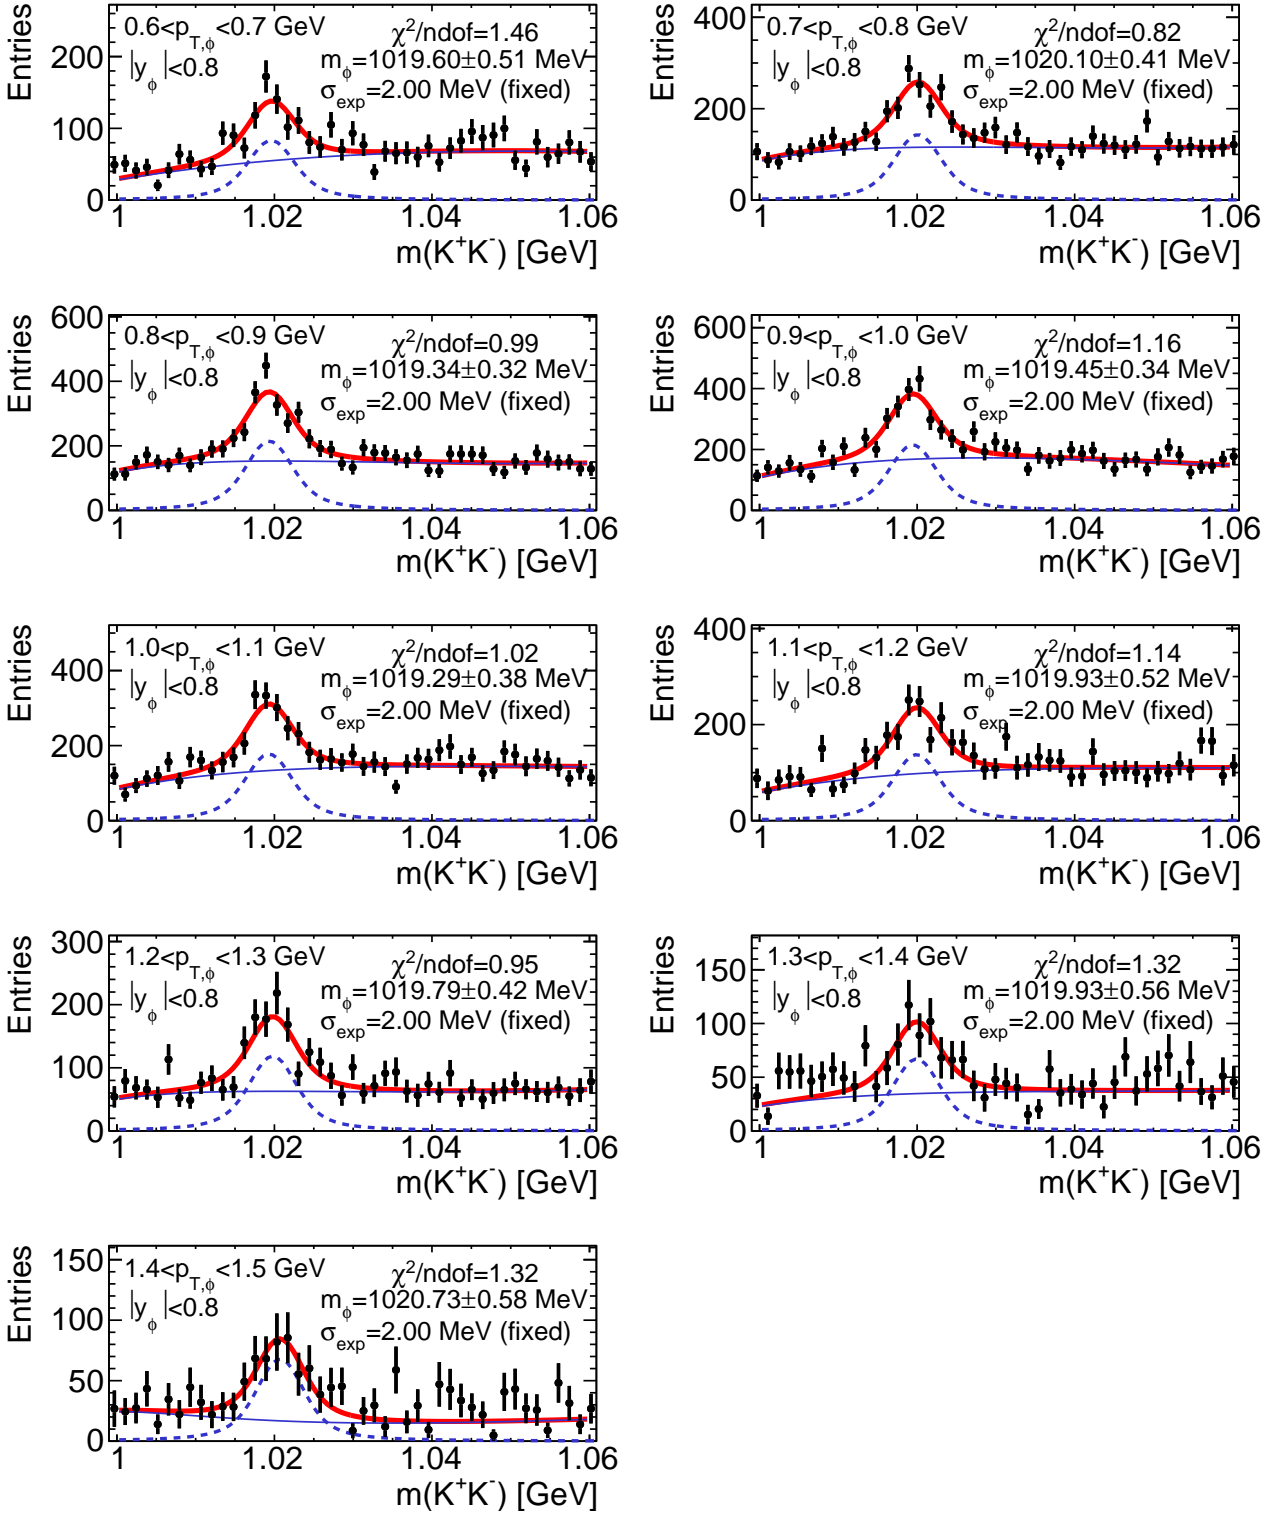 0.6<p_{T,ϕ}<0.7 GeV
|y_ϕ|<0.8
χ²/ndof=1.46
m_ϕ=1019.60±0.51 MeV
σ_exp=2.00 MeV (fixed)
Entries
200
100
0
1 1.02 1.04 1.06
m(K⁺K⁻) [GeV]
0.7<p_{T,ϕ}<0.8 GeV
|y_ϕ|<0.8
χ²/ndof=0.82
m_ϕ=1020.10±0.41 MeV
σ_exp=2.00 MeV (fixed)
Entries
400
200
0
1 1.02 1.04 1.06
m(K⁺K⁻) [GeV]
0.8<p_{T,ϕ}<0.9 GeV
|y_ϕ|<0.8
χ²/ndof=0.99
m_ϕ=1019.34±0.32 MeV
σ_exp=2.00 MeV (fixed)
Entries
600
400
200
0
1 1.02 1.04 1.06
m(K⁺K⁻) [GeV]
0.9<p_{T,ϕ}<1.0 GeV
|y_ϕ|<0.8
χ²/ndof=1.16
m_ϕ=1019.45±0.34 MeV
σ_exp=2.00 MeV (fixed)
Entries
600
400
200
0
1 1.02 1.04 1.06
m(K⁺K⁻) [GeV]
1.0<p_{T,ϕ}<1.1 GeV
|y_ϕ|<0.8
χ²/ndof=1.02
m_ϕ=1019.29±0.38 MeV
σ_exp=2.00 MeV (fixed)
Entries
400
200
0
1 1.02 1.04 1.06
m(K⁺K⁻) [GeV]
1.1<p_{T,ϕ}<1.2 GeV
|y_ϕ|<0.8
χ²/ndof=1.14
m_ϕ=1019.93±0.52 MeV
σ_exp=2.00 MeV (fixed)
Entries
400
200
0
1 1.02 1.04 1.06
m(K⁺K⁻) [GeV]
1.2<p_{T,ϕ}<1.3 GeV
|y_ϕ|<0.8
χ²/ndof=0.95
m_ϕ=1019.79±0.42 MeV
σ_exp=2.00 MeV (fixed)
Entries
300
200
100
0
1 1.02 1.04 1.06
m(K⁺K⁻) [GeV]
1.3<p_{T,ϕ}<1.4 GeV
|y_ϕ|<0.8
χ²/ndof=1.32
m_ϕ=1019.93±0.56 MeV
σ_exp=2.00 MeV (fixed)
Entries
150
100
50
0
1 1.02 1.04 1.06
m(K⁺K⁻) [GeV]
1.4<p_{T,ϕ}<1.5 GeV
|y_ϕ|<0.8
χ²/ndof=1.32
m_ϕ=1020.73±0.58 MeV
σ_exp=2.00 MeV (fixed)
Entries
150
100
50
0
1 1.02 1.04 1.06
m(K⁺K⁻) [GeV]